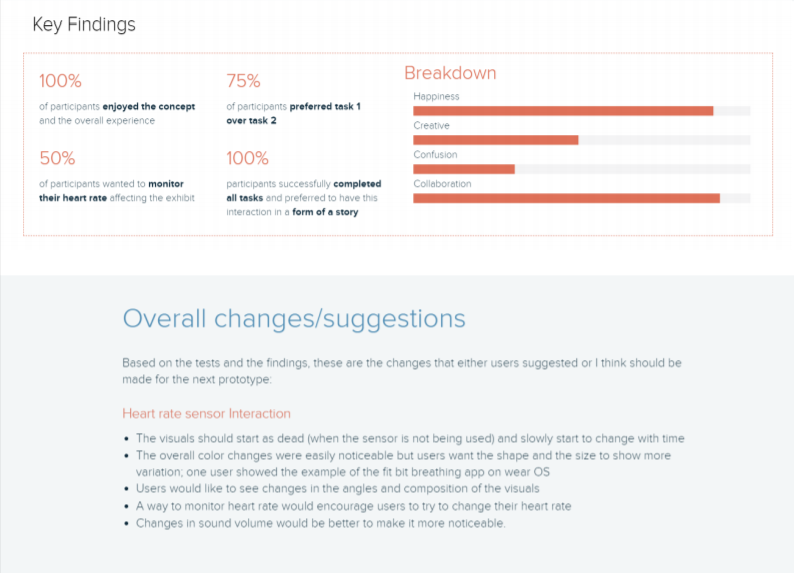 Key Findings
100%
of participants enjoyed the concept
and the overall experience
75%
of participants preferred task 1
over task 2
50%
of participants wanted to monitor
their heart rate affecting the exhibit
100%
participants successfully completed
all tasks and preferred to have this
interaction in a form of a story
Breakdown
Happiness
Creative
Confusion
Collaboration
Overall changes/suggestions
Based on the tests and the findings, these are the changes that either users suggested or I think should be
made for the next prototype:
Heart rate sensor Interaction
• The visuals should start as dead (when the sensor is not being used) and slowly start to change with time
• The overall color changes were easily noticeable but users want the shape and the size to show more
variation; one user showed the example of the fit bit breathing app on wear OS
• Users would like to see changes in the angles and composition of the visuals
• A way to monitor heart rate would encourage users to try to change their heart rate
• Changes in sound volume would be better to make it more noticeable.